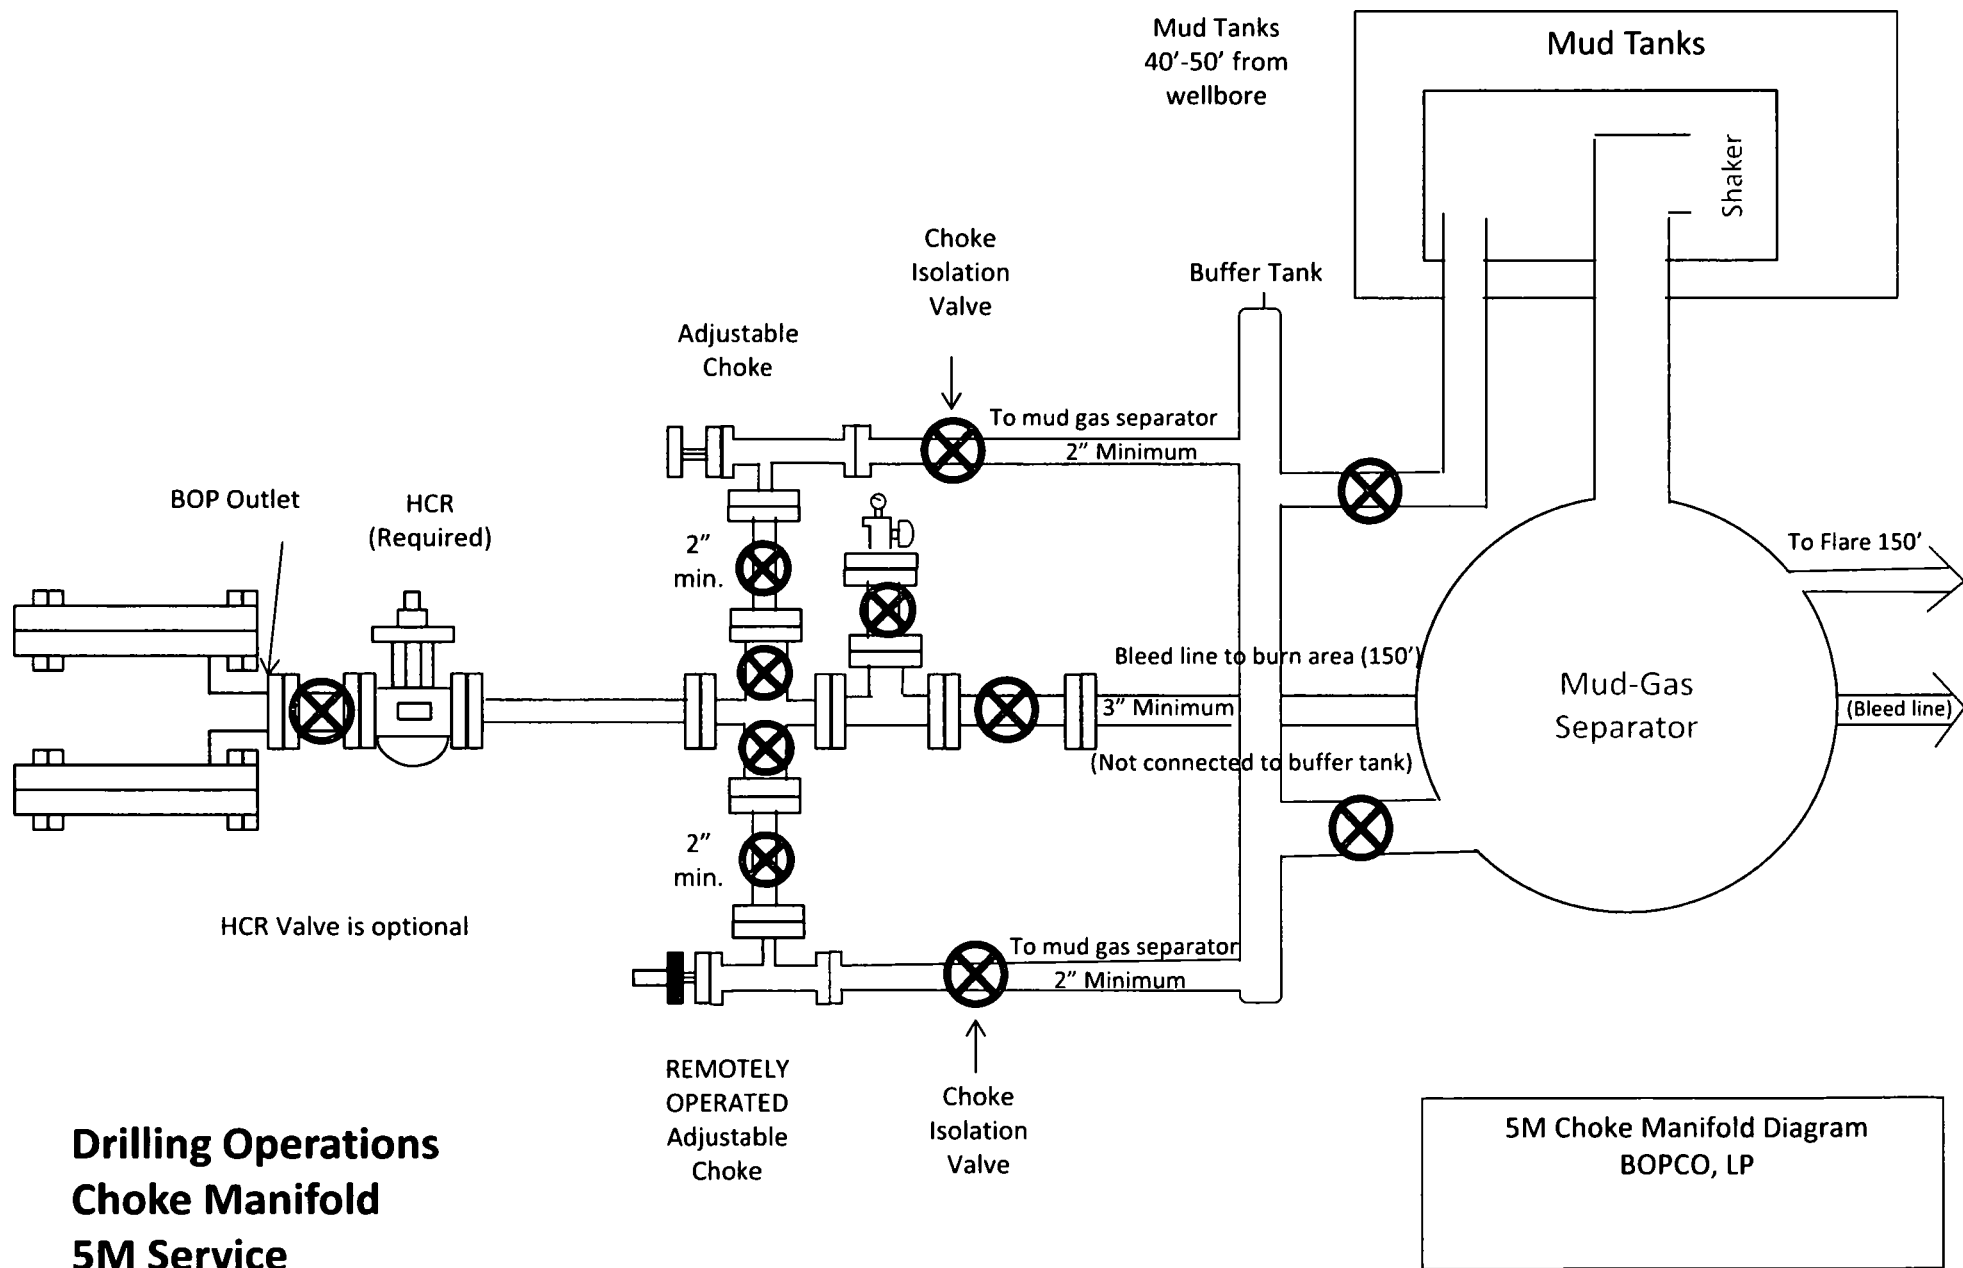 Mud Tanks
40’-50’ from
wellbore
Mud Tanks
Shaker
Choke
Isolation
Valve
Buffer Tank
Adjustable
Choke
To mud gas separator
2” Minimum
BOP Outlet
HCR
(Required)
2”
min.
To Flare 150’
Bleed line to burn area (150’)
3” Minimum
(Not connected to buffer tank)
Mud-Gas
Separator
(Bleed line)
2”
min.
HCR Valve is optional
To mud gas separator
2” Minimum
REMOTELY
OPERATED
Adjustable
Choke
Choke
Isolation
Valve
Drilling Operations
Choke Manifold
5M Service
5M Choke Manifold Diagram
BOPCO, LP